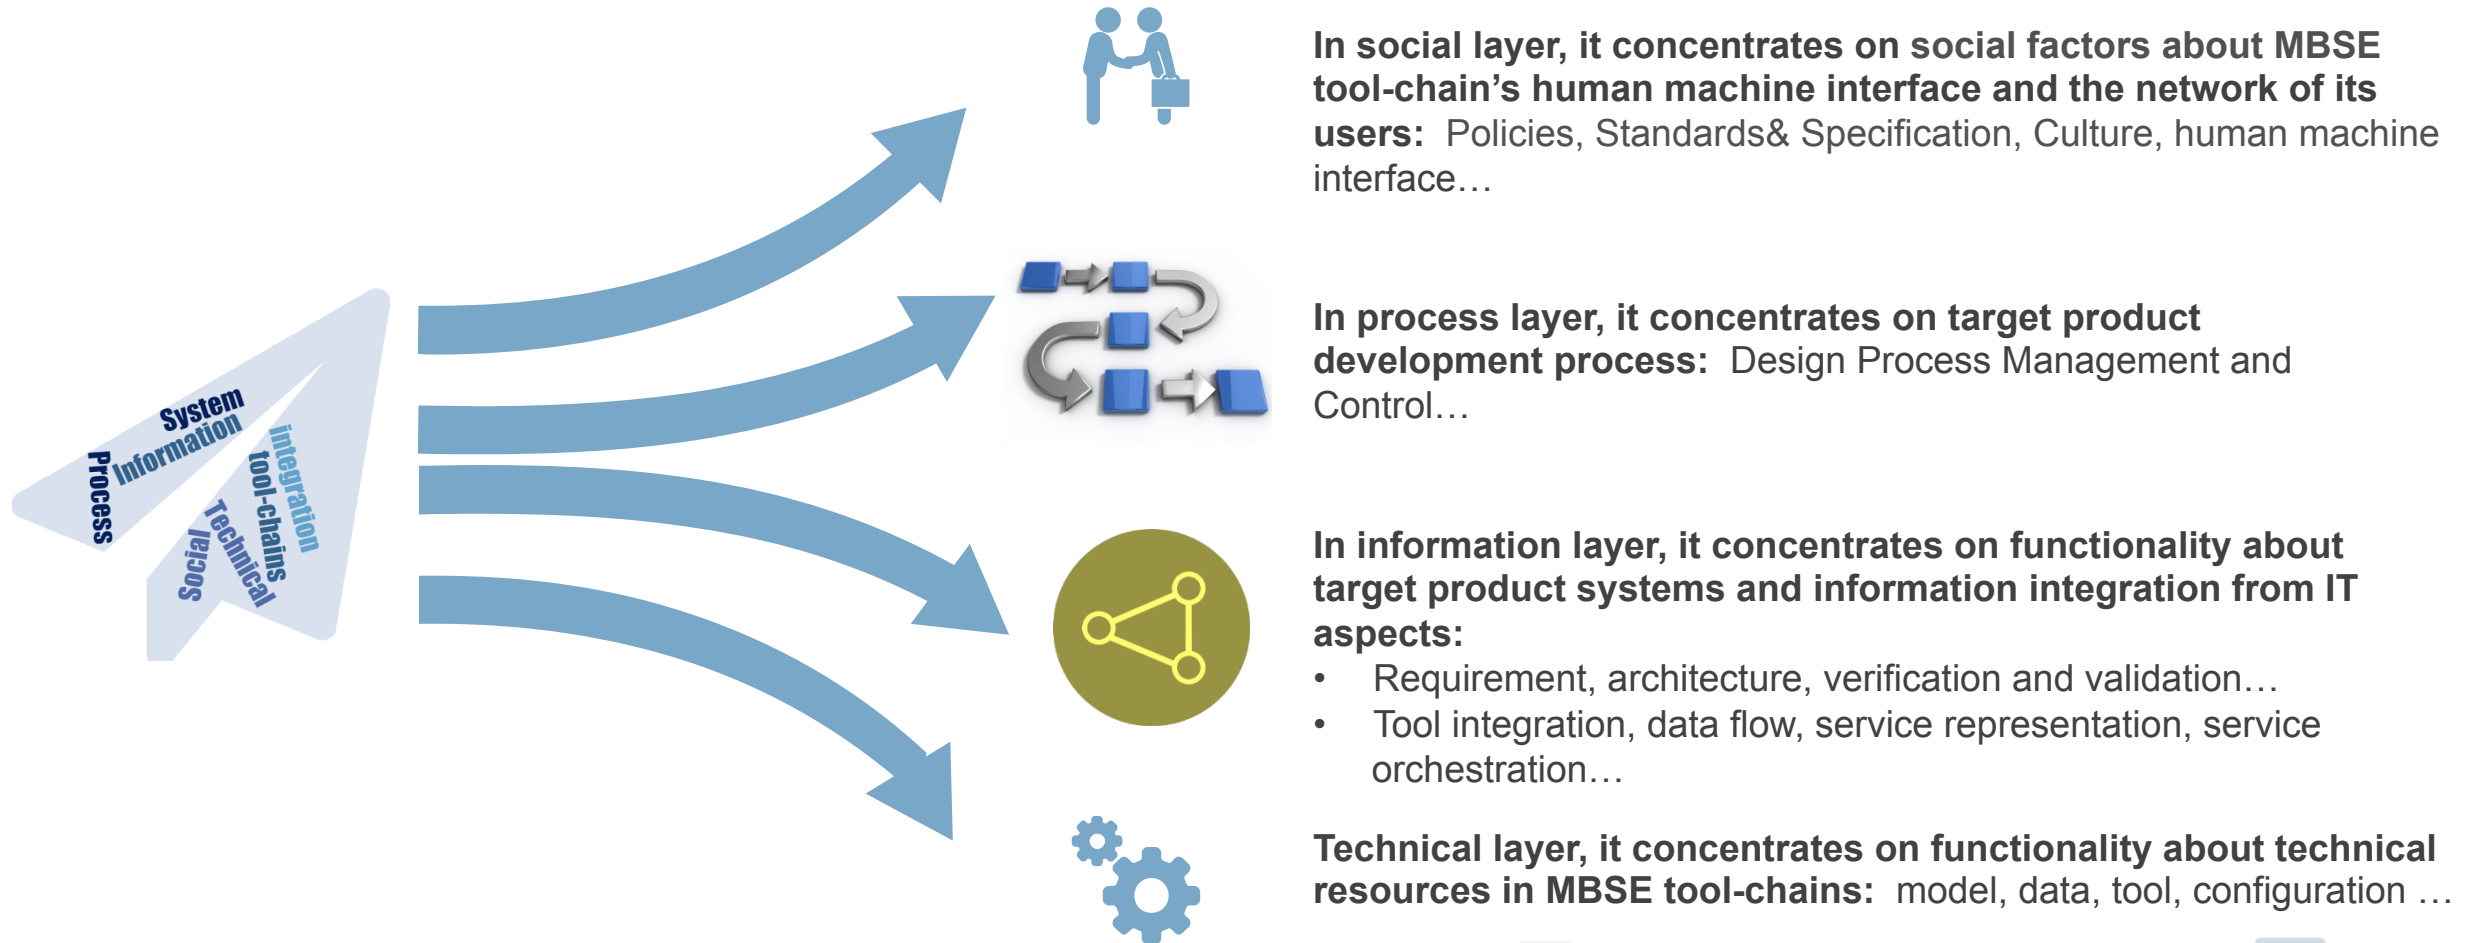 System
Information
Process
integration
tool-chains
Technical
Social
In social layer, it concentrates on social factors about MBSE
tool-chain’s human machine interface and the network of its
users:  Policies, Standards& Specification, Culture, human machine
interface…
In process layer, it concentrates on target product
development process:  Design Process Management and
Control…
In information layer, it concentrates on functionality about
target product systems and information integration from IT
aspects:
• Requirement, architecture, verification and validation…
• Tool integration, data flow, service representation, service
orchestration…
Technical layer, it concentrates on functionality about technical
resources in MBSE tool-chains:  model, data, tool, configuration …